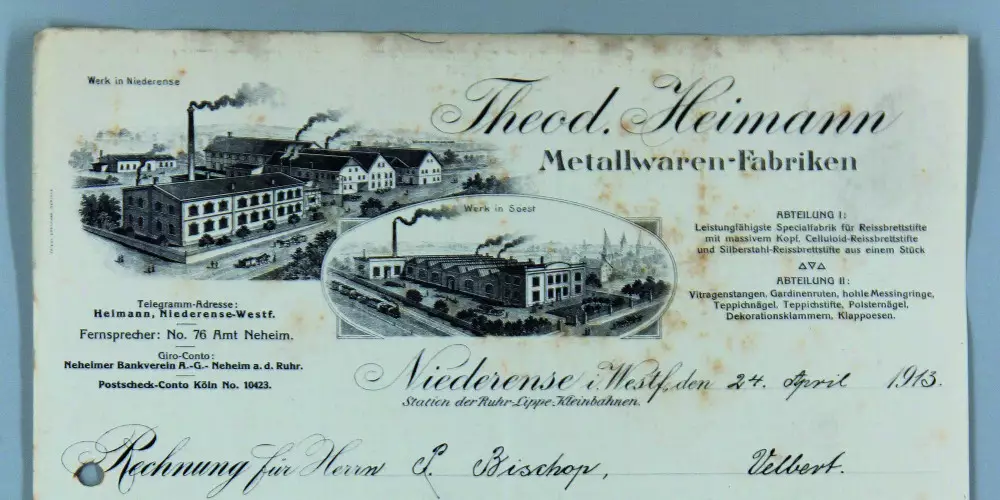 Werk in Niederense
Theod. Heimann
Metallwaren-Fabriken
Werk in Soest
ABTEILUNG I:
Leistungfähigste Specialfabrik für Reissbrettstifte
mit massivem Kopf, Celluloid-Reissbrettstifte
und Silberstahl-Reissbrettstifte aus einem Stück
ABTEILUNG II:
Vitragenstangen, Gardinenruten, hohle Messingringe,
Teppichnägel, Teppichstifte, Polsternägel,
Dekorationsklammern, Klappoesen.
Telegramm-Adresse:
Heimann, Niederense-Westf.
Fernsprecher: No. 76 Amt Neheim.
Giro-Conto:
Neheimer Bankverein A.-G.- Neheim a. d. Ruhr.
Postscheck-Conto Köln No. 10423.
Niederense i. Westf., den 24. April 1913.
Station der Ruhr-Lippe-Kleinbahnen.
Rechnung für Herrn P. Bischop, Velbert.